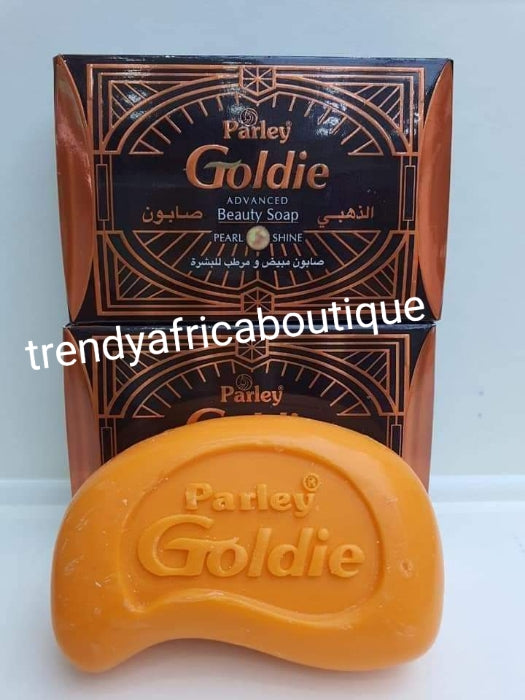 Parley®
Goldie
ADVANCED
صابون Beauty Soap الذهبي
PEARL SHINE
صابون مبيض و مرطب للبشرة
trendyafricaboutique
Parley®
Parley®
Goldie